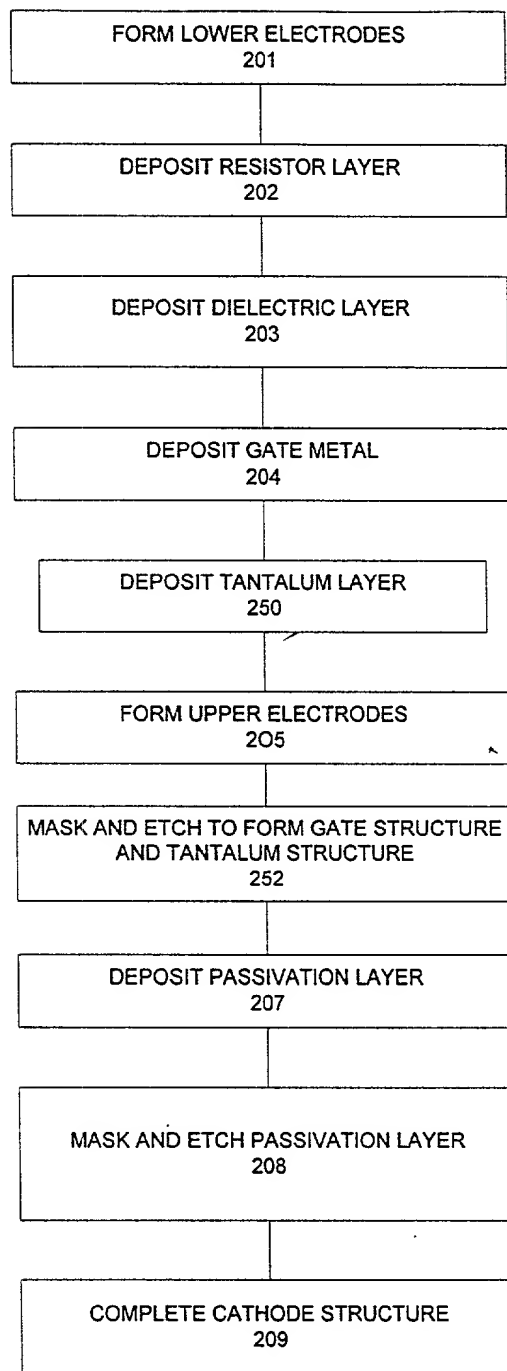 FORM LOWER ELECTRODES
201
DEPOSIT RESISTOR LAYER
202
DEPOSIT DIELECTRIC LAYER
203
DEPOSIT GATE METAL
204
DEPOSIT TANTALUM LAYER
250
FORM UPPER ELECTRODES
2O5
MASK AND ETCH TO FORM GATE STRUCTURE
AND TANTALUM STRUCTURE
252
DEPOSIT PASSIVATION LAYER
207
MASK AND ETCH PASSIVATION LAYER
208
COMPLETE CATHODE STRUCTURE
209